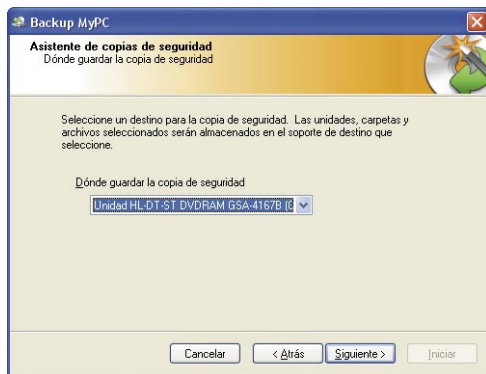 Backup MyPC
Asistente de copias de seguridad
Dónde guardar la copia de seguridad
Seleccione un destino para la copia de seguridad. Las unidades, carpetas y
archivos seleccionados serán almacenados en el soporte de destino que
seleccione.
Dónde guardar la copia de seguridad
Unidad HL-DT-ST DVDRAM GSA-4167B
Cancelar
< Atrás
Siguiente >
Iniciar